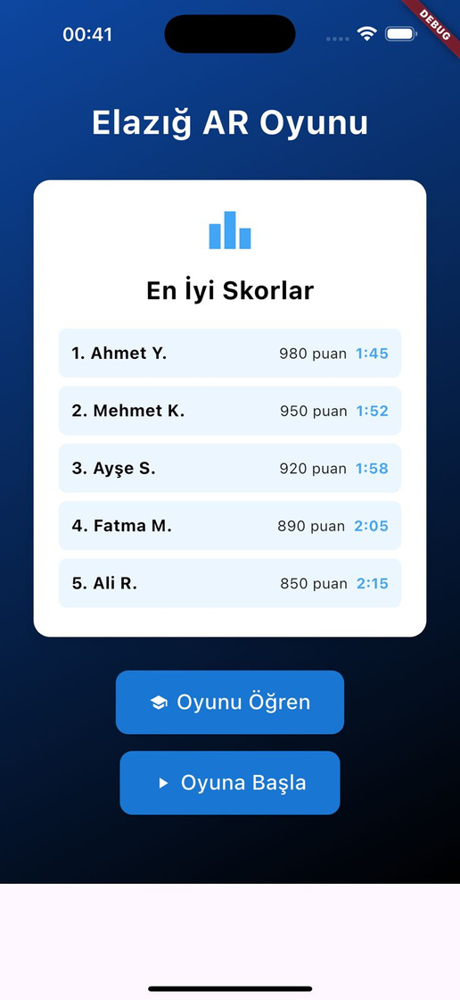 00:41
DEBUG
Elazığ AR Oyunu
En İyi Skorlar
1. Ahmet Y. 980 puan 1:45
2. Mehmet K. 950 puan 1:52
3. Ayşe S. 920 puan 1:58
4. Fatma M. 890 puan 2:05
5. Ali R. 850 puan 2:15
Oyunu Öğren
Oyuna Başla